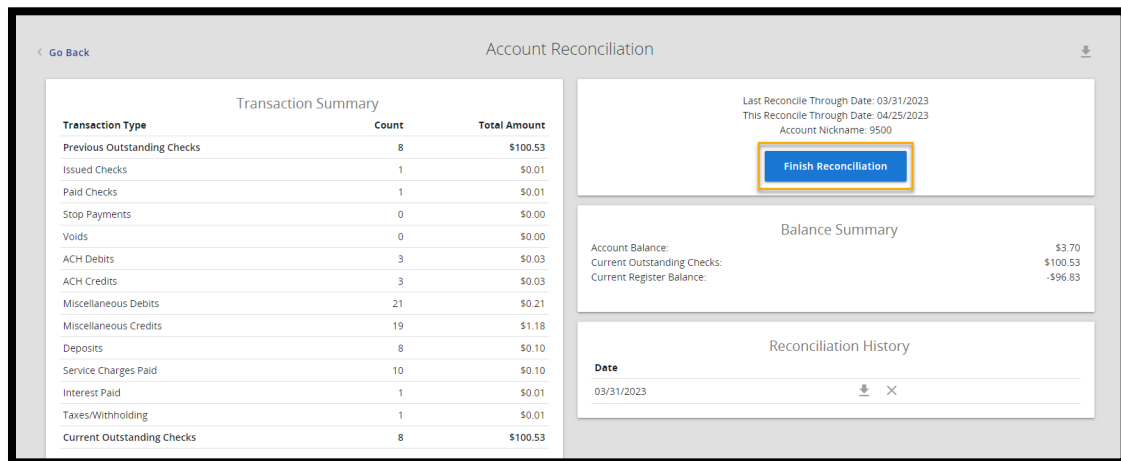 Go Back
Account Reconciliation
Transaction Summary
Transaction Type Count Total Amount
Previous Outstanding Checks 8 $100.53
Issued Checks 1 $0.01
Paid Checks 1 $0.01
Stop Payments 0 $0.00
Voids 0 $0.00
ACH Debits 3 $0.03
ACH Credits 3 $0.03
Miscellaneous Debits 21 $0.21
Miscellaneous Credits 19 $1.18
Deposits 8 $0.10
Service Charges Paid 10 $0.10
Interest Paid 1 $0.01
Taxes/Withholding 1 $0.01
Current Outstanding Checks 8 $100.53
Last Reconcile Through Date: 03/31/2023
This Reconcile Through Date: 04/25/2023
Account Nickname: 9500
Finish Reconciliation
Balance Summary
Account Balance: $3.70
Current Outstanding Checks: $100.53
Current Register Balance: -$96.83
Reconciliation History
Date
03/31/2023